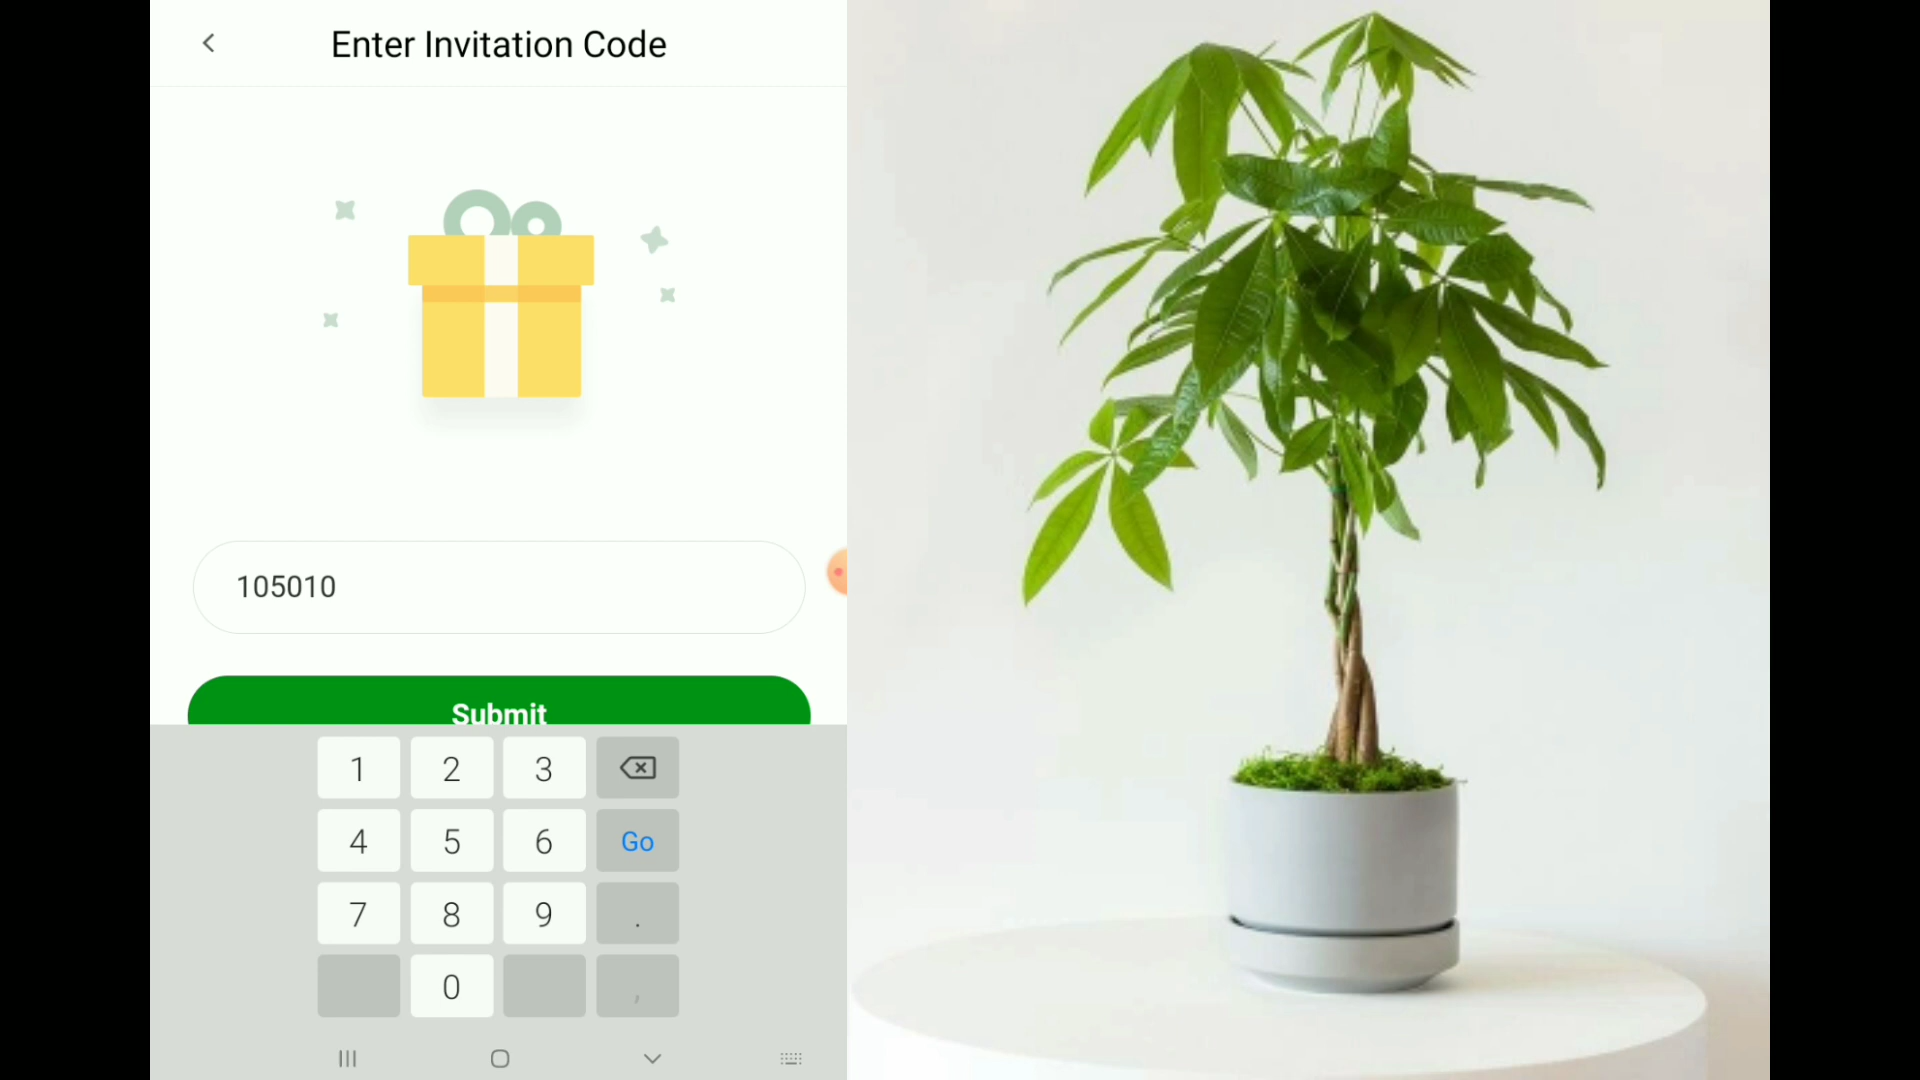 Enter Invitation Code
105010
Submit
1 2 3
4 5 6 Go
7 8 9 .
0 ,